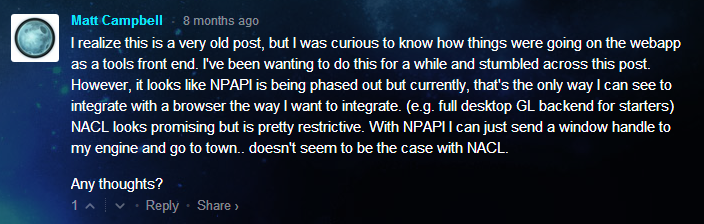 Matt Campbell · 8 months ago
I realize this is a very old post, but I was curious to know how things were going on the webapp
as a tools front end. I've been wanting to do this for a while and stumbled across this post.
However, it looks like NPAPI is being phased out but currently, that's the only way I can see to
integrate with a browser the way I want to integrate. (e.g. full desktop GL backend for starters)
NACL looks promising but is pretty restrictive. With NPAPI I can just send a window handle to
my engine and go to town.. doesn't seem to be the case with NACL.
Any thoughts?
1 · Reply · Share ›